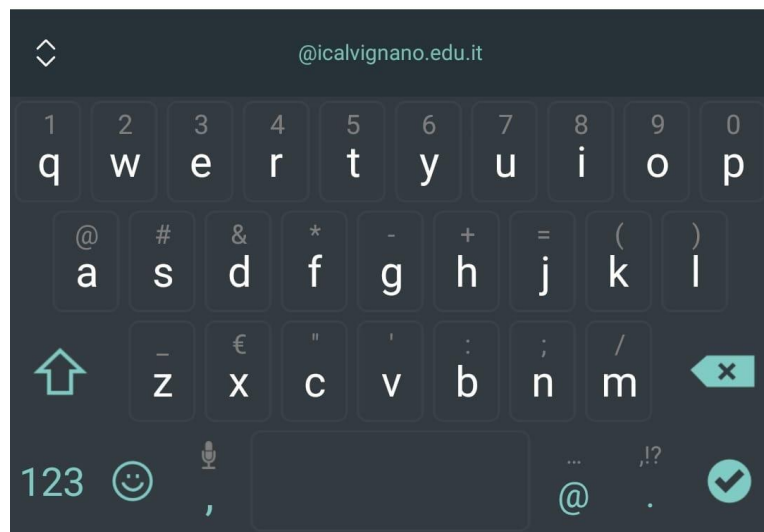 @icalvignano.edu.it
1 2 3 4 5 6 7 8 9 0
q w e r t y u i o p
@ # & * - + = ( )
a s d f g h j k l
_ € " ' : ; /
z x c v b n m
... ,!?
123 , @ .